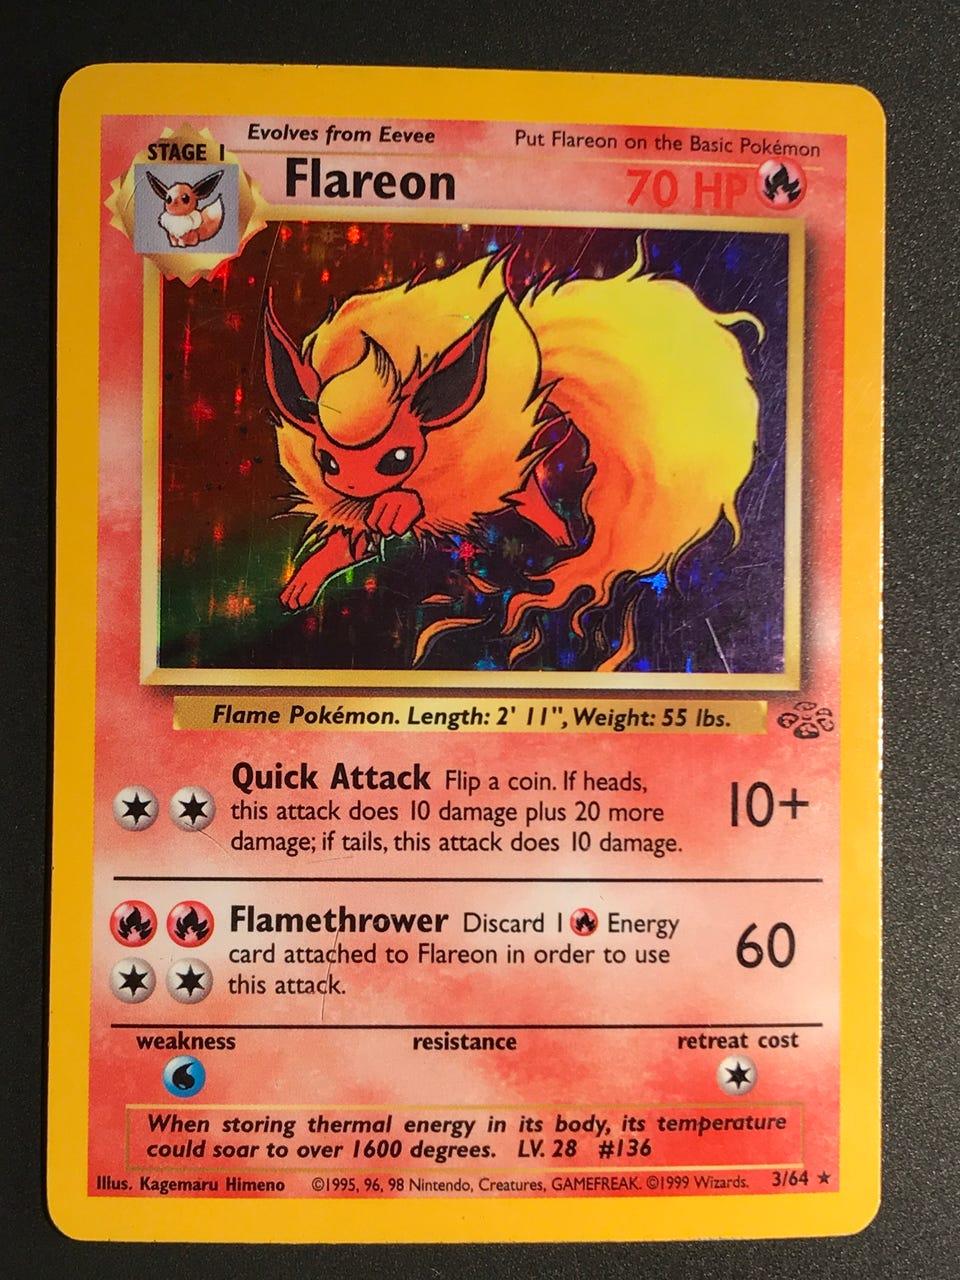 Evolves from Eevee Put Flareon on the Basic Pokémon
STAGE 1
Flareon 70 HP
Flame Pokémon. Length: 2' 11", Weight: 55 lbs.
Quick Attack Flip a coin. If heads,
this attack does 10 damage plus 20 more
damage; if tails, this attack does 10 damage.
10+
Flamethrower Discard 1 Energy
card attached to Flareon in order to use
this attack.
60
weakness resistance retreat cost
When storing thermal energy in its body, its temperature
could soar to over 1600 degrees. LV. 28 #136
Illus. Kagemaru Himeno ©1995, 96, 98 Nintendo, Creatures, GAMEFREAK. ©1999 Wizards. 3/64 ★